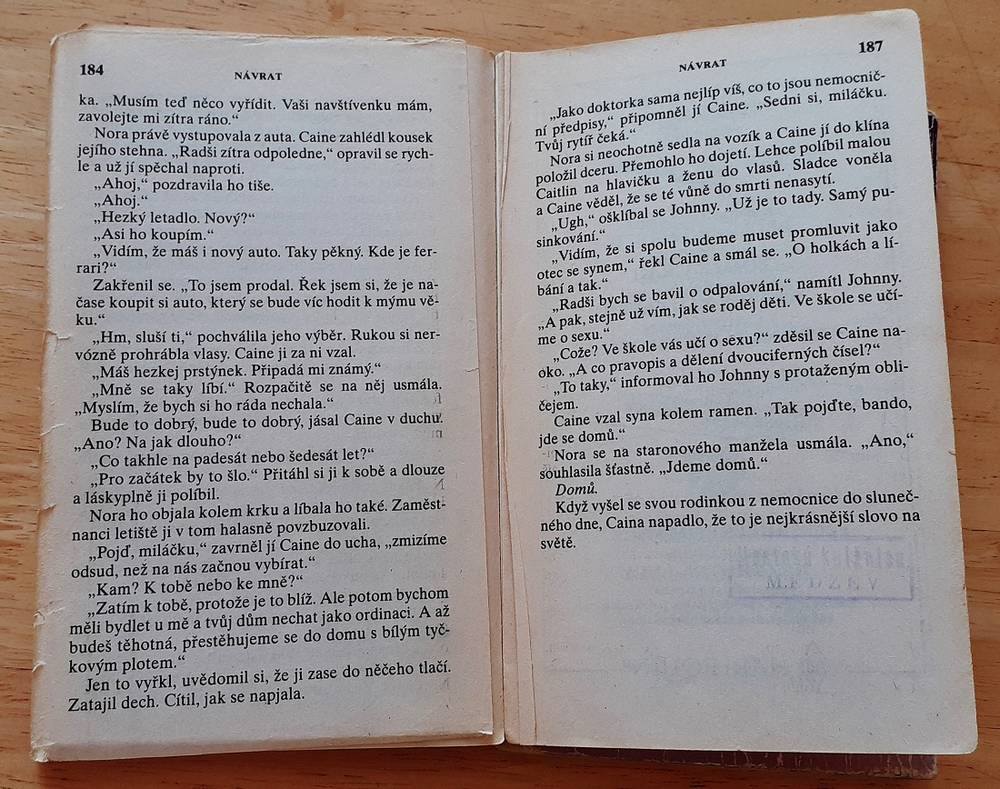 184
NÁVRAT
ka. „Musím teď něco vyřídit. Vaši navštívenku mám,
zavolejte mi zítra ráno.“
Nora právě vystupovala z auta. Caine zahlédl kousek
jejího stehna. „Radši zítra odpoledne,“ opravil se rych-
le a už jí spěchal naproti.
„Ahoj,“ pozdravila ho tiše.
„Ahoj.“
„Hezký letadlo. Nový?“
„Asi ho koupím.“
„Vidím, že máš i nový auto. Taky pěkný. Kde je fer-
rari?“
Zakřenil se. „To jsem prodal. Řek jsem si, že je na-
čase koupit si auto, který se bude víc hodit k mýmu vě-
ku.“
„Hm, sluší ti,“ pochválila jeho výběr. Rukou si ner-
vózně prohrábla vlasy. Caine ji za ni vzal.
„Máš hezkej prstýnek. Připadá mi známý.“
„Mně se taky líbí.“ Rozpačitě se na něj usmála.
„Myslím, že bych si ho ráda nechala.“
Bude to dobrý, bude to dobrý, jásal Caine v duchu.
„Ano? Na jak dlouho?“
„Co takhle na padesát nebo šedesát let?“
„Pro začátek by to šlo.“ Přitáhl si ji k sobě a dlouze
a láskyplně ji políbil.
Nora ho objala kolem krku a líbala ho také. Zaměst-
nanci letiště ji v tom halasně povzbuzovali.
„Pojď, miláčku,“ zavrněl jí Caine do ucha, „zmizíme
odsud, než na nás začnou vybírat.“
„Kam? K tobě nebo ke mně?“
„Zatím k tobě, protože je to blíž. Ale potom bychom
měli bydlet u mě a tvůj dům nechat jako ordinaci. A až
budeš těhotná, přestěhujeme se do domu s bílým tyč-
kovým plotem.“
Jen to vyřkl, uvědomil si, že ji zase do něčeho tlačí.
Zatajil dech. Cítil, jak se napjala.
187
NÁVRAT
„Jako doktorka sama nejlíp víš, co to jsou nemocnič-
ní předpisy,“ připomněl jí Caine. „Sedni si, miláčku.
Tvůj rytíř čeká.“
Nora si neochotně sedla na vozík a Caine jí do klína
položil dceru. Přemohlo ho dojetí. Lehce políbil malou
Caitlin na hlavičku a ženu do vlasů. Sladce voněla
a Caine věděl, že se té vůně do smrti nenasytí.
„Ugh,“ ošklíbal se Johnny. „Už je to tady. Samý pu-
sinkování.“
„Vidím, že si spolu budeme muset promluvit jako
otec se synem,“ řekl Caine a smál se. „O holkách a lí-
bání a tak.“
„Radši bych se bavil o odpalování,“ namítl Johnny.
„A pak, stejně už vím, jak se roděj děti. Ve škole se učí-
me o sexu.“
„Cože? Ve škole vás učí o sexu?“ zděsil se Caine na-
oko. „A co pravopis a dělení dvouciferných čísel?“
„To taky,“ informoval ho Johnny s protaženým obli-
čejem.
Caine vzal syna kolem ramen. „Tak pojďte, bando,
jde se domů.“
Nora se na staronového manžela usmála. „Ano,“
souhlasila šťastně. „Jdeme domů.“
Domů.
Když vyšel se svou rodinkou z nemocnice do sluneč-
ného dne, Caina napadlo, že to je nejkrásnější slovo na
světě.